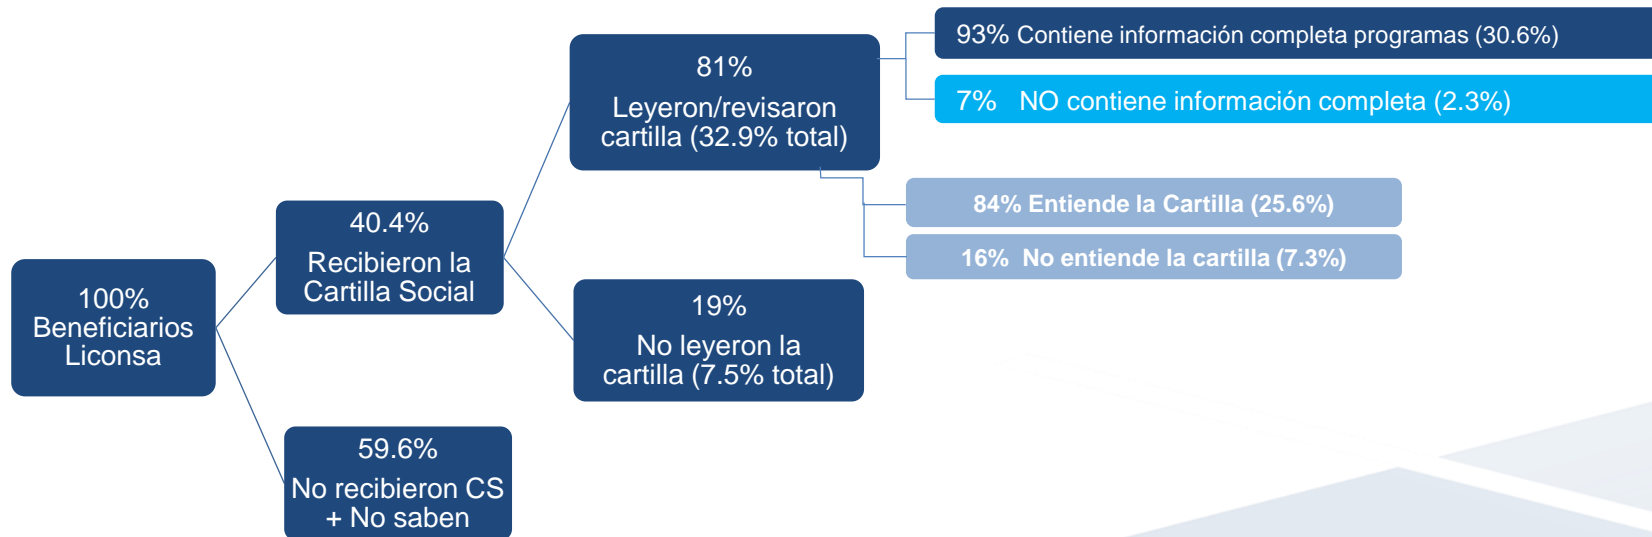 100%
Beneficiarios
Liconsa
40.4%
Recibieron la
Cartilla Social
59.6%
No recibieron CS
+ No saben
81%
Leyeron/revisaron
cartilla (32.9% total)
19%
No leyeron la
cartilla (7.5% total)
93% Contiene información completa programas (30.6%)
7% NO contiene información completa (2.3%)
84% Entiende la Cartilla (25.6%)
16% No entiende la cartilla (7.3%)